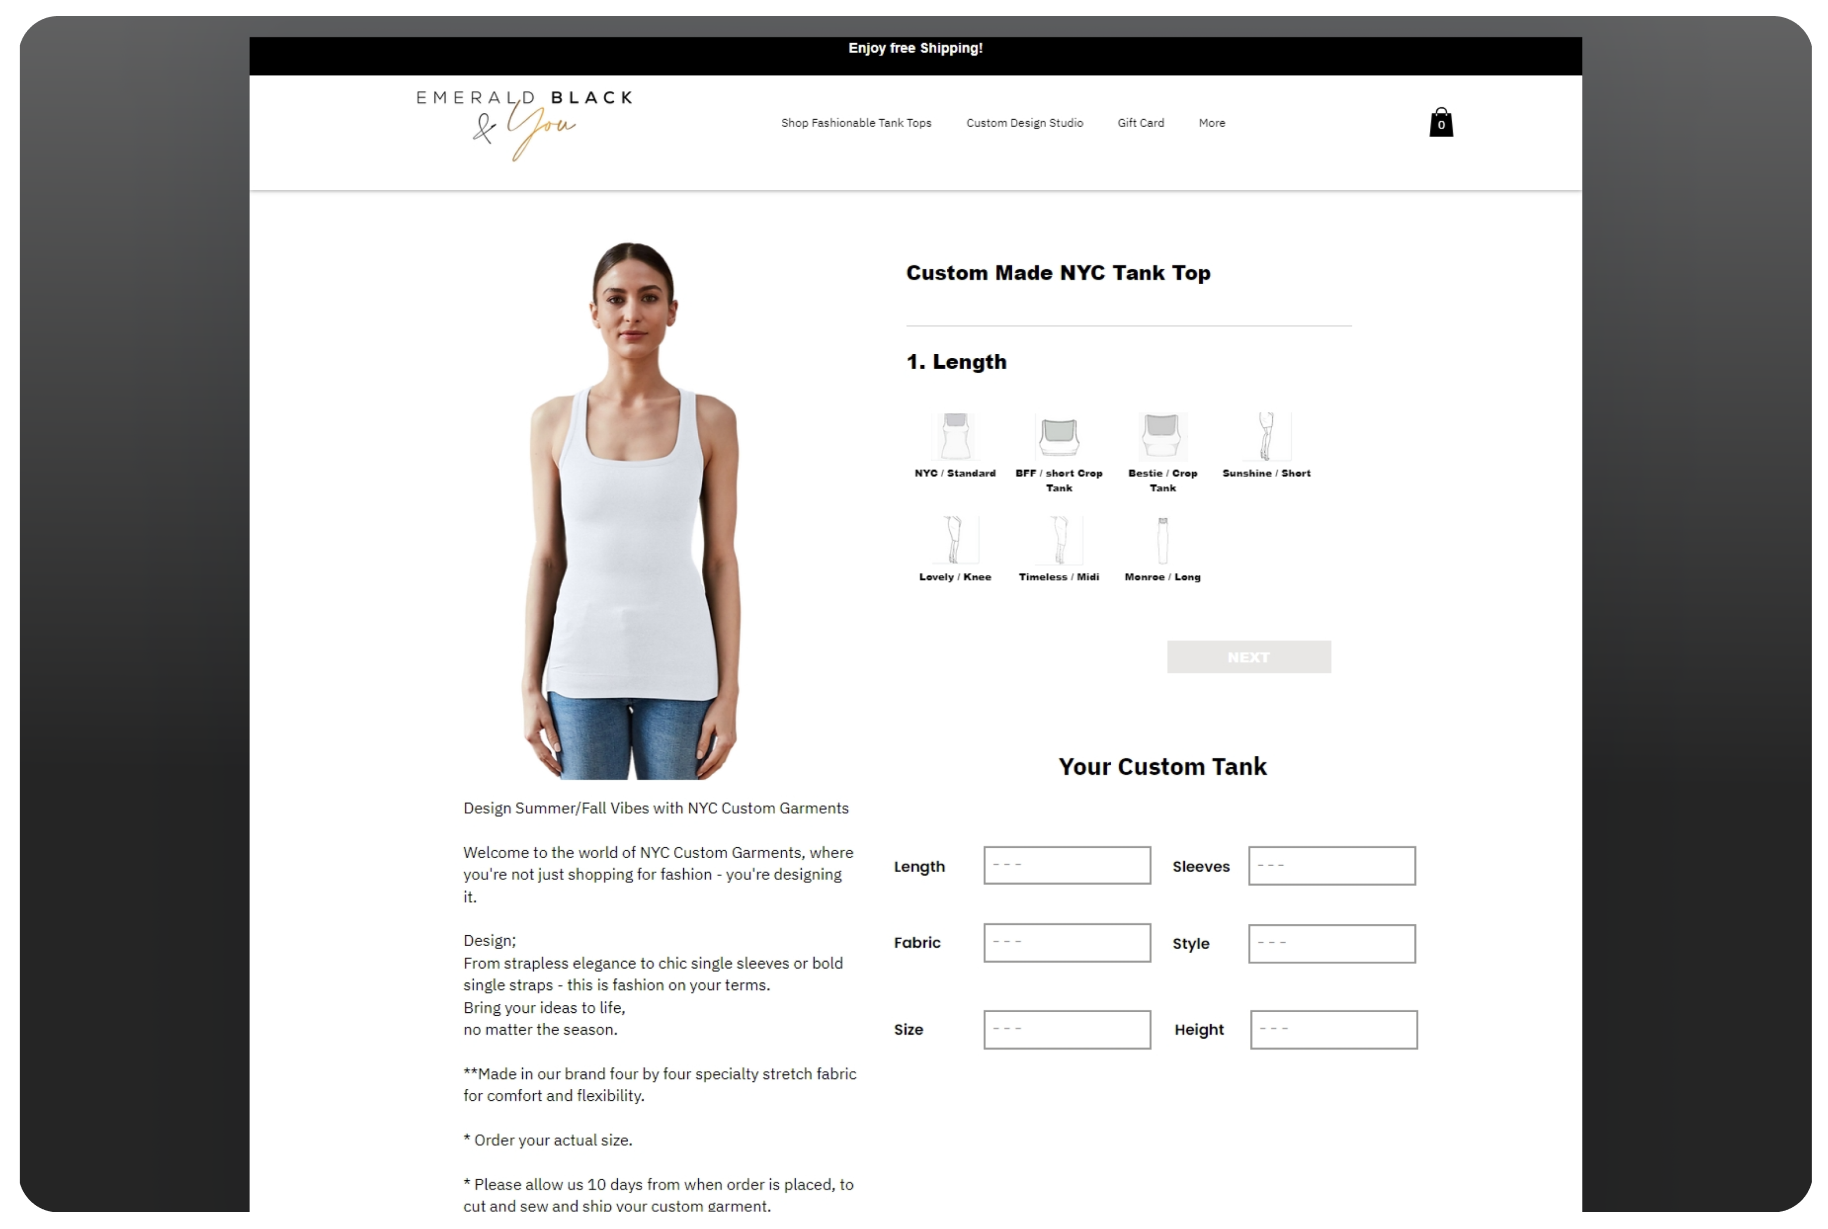 Enjoy free Shipping!
EMERALD BLACK
& You
Shop Fashionable Tank Tops
Custom Design Studio
Gift Card
More
0
Custom Made NYC Tank Top
1. Length
NYC / Standard
BFF / short Crop
Tank
Bestie / Crop
Tank
Sunshine / Short
Lovely / Knee
Timeless / Midi
Monroe / Long
NEXT
Design Summer/Fall Vibes with NYC Custom Garments
Welcome to the world of NYC Custom Garments, where
you're not just shopping for fashion - you're designing
it.
Design;
From strapless elegance to chic single sleeves or bold
single straps - this is fashion on your terms.
Bring your ideas to life,
no matter the season.
**Made in our brand four by four specialty stretch fabric
for comfort and flexibility.
* Order your actual size.
* Please allow us 10 days from when order is placed, to
cut and sew and ship your custom garment.
Your Custom Tank
Length
- - -
Sleeves
- - -
Fabric
- - -
Style
- - -
Size
- - -
Height
- - -